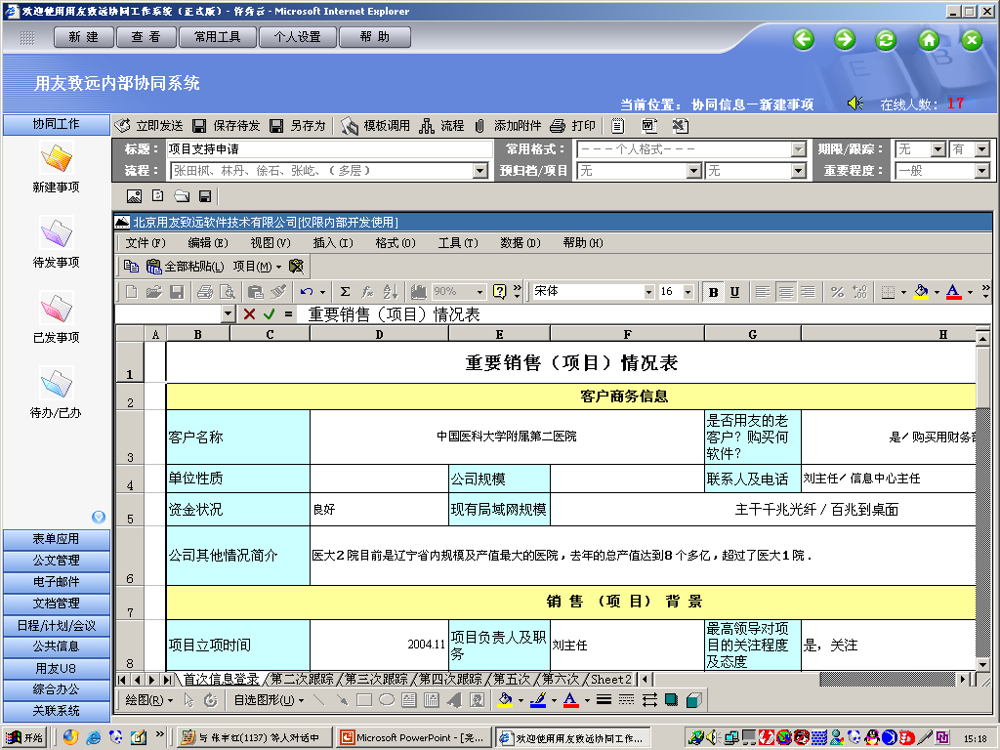 欢迎使用用友致远协同工作系统（正式版）- 佟秀云 - Microsoft Internet Explorer
新 建 查 看 常用工具 个人设置 帮 助
用友致远内部协同系统
当前位置: 协同信息－新建事项 在线人数: 17
协同工作 立即发送 保存待发 另存为 模板调用 流程 添加附件 打印
标题: 项目支持申请 常用格式: ---个人格式--- 期限/跟踪: 无 有
流程: 张田枫、林丹、徐石、张屹、（多层） 预归档/项目 无 无 重要程度: 一般
新建事项
待发事项
已发事项
待办/已办
北京用友致远软件技术有限公司[仅限内部开发使用]
文件(F) 编辑(E) 视图(V) 插入(I) 格式(O) 工具(T) 数据(D) 帮助(H)
全部粘贴(L) 项目(M)
90% 宋体 16 B U
重要销售（项目）情况表
A B C D E F G H
1 重要销售（项目）情况表
2 客户商务信息
3 客户名称 中国医科大学附属第二医院 是否用友的老客户？购买何软件？ 是/购买用财务
4 单位性质 公司规模 联系人及电话 刘主任/信息中心主任
5 资金状况 良好 现有局域网规模 主干千兆光纤/百兆到桌面
6 公司其他情况简介 医大2院目前是辽宁省内规模及产值最大的医院，去年的总产值达到8个多亿，超过了医大1院．
7 销 售 （项 目） 背 景
8 项目立项时间 2004.11 项目负责人及职务 刘主任 最高领导对项目的关注程度及态度 是，关注
首次信息登录 第二次跟踪 第三次跟踪 第四次跟踪 第五次 第六次 Sheet2
绘图(R) 自选图形(U)
表单应用
公文管理
电子邮件
文档管理
日程/计划/会议
公共信息
用友U8
综合办公
关联系统
开始 与 张宇红(1137) 等人对话中 Microsoft PowerPoint - [亮... 欢迎使用用友致远协同工作... 15:18